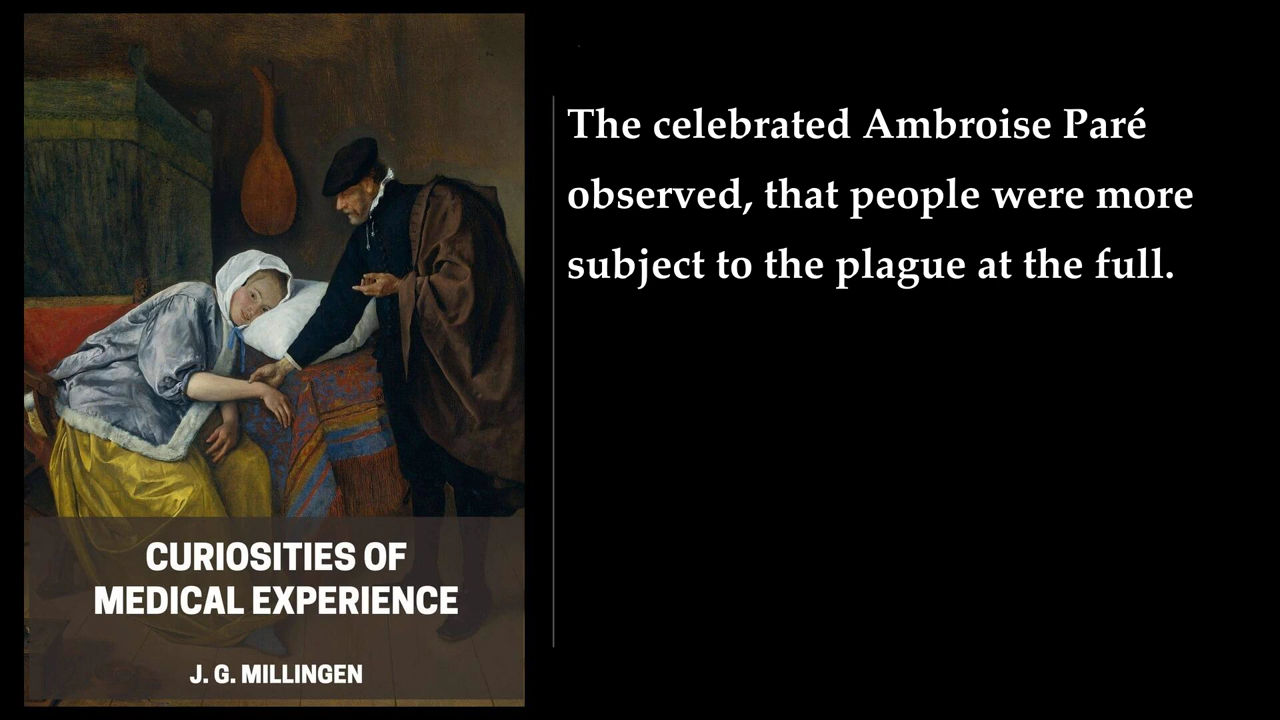 The celebrated Ambroise Paré
observed, that people were more
subject to the plague at the full.
CURIOSITIES OF
MEDICAL EXPERIENCE
J. G. MILLINGEN